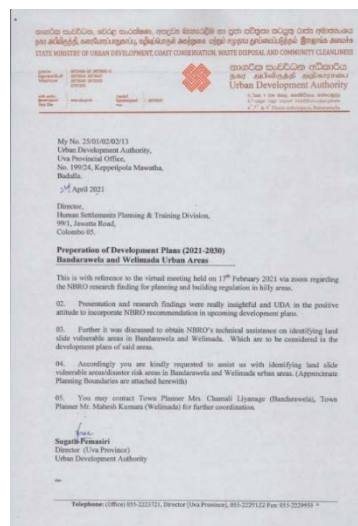 STATE MINISTRY OF URBAN DEVELOPMENT, COAST CONSERVATION, WASTE DISPOSAL AND COMMUNITY CLEANLINESS
Urban Development Authority
My No. 25/01/02/02/13
Urban Development Authority,
Uva Provincial Office,
No. 199/24, Keppetipola Mawatha,
Badulla.
April 2021
Director,
Human Settlements Planning & Training Division,
99/1, Jawatta Road,
Colombo 05.
Preperation of Development Plans (2021-2030)
Bandarawela and Welimada Urban Areas
This is with reference to the virtual meeting held on 17th February 2021 via zoom regarding
the NBRO research finding for planning and building regulation in hilly areas.
02. Presentation and research findings were really insightful and UDA in the positive
attitude to incorporate NBRO recommendation in upcoming development plans.
03. Further it was discussed to obtain NBRO's technical assistance on identifying land
slide vulnerable areas in Bandarawela and Welimada. Which are to be considered in the
development plans of said areas.
04. Accordingly you are kindly requested to assist us with identifying land slide
vulnerable areas/disaster risk areas in Bandarawela and Welimada urban areas. (Approximate
Planning Boundaries are attached herewith)
05. You may contact Town Planner Mrs. Chamali Liyanage (Bandarawela), Town
Planner Mr. Mahesh Kumara (Welimada) for further coordination.
Sugath Pemasiri
Director (Uva Province)
Urban Development Authority
Telephone: (Office) 055-2223721, Director (Uva Province), 055-2229122 Fax 055-2229959